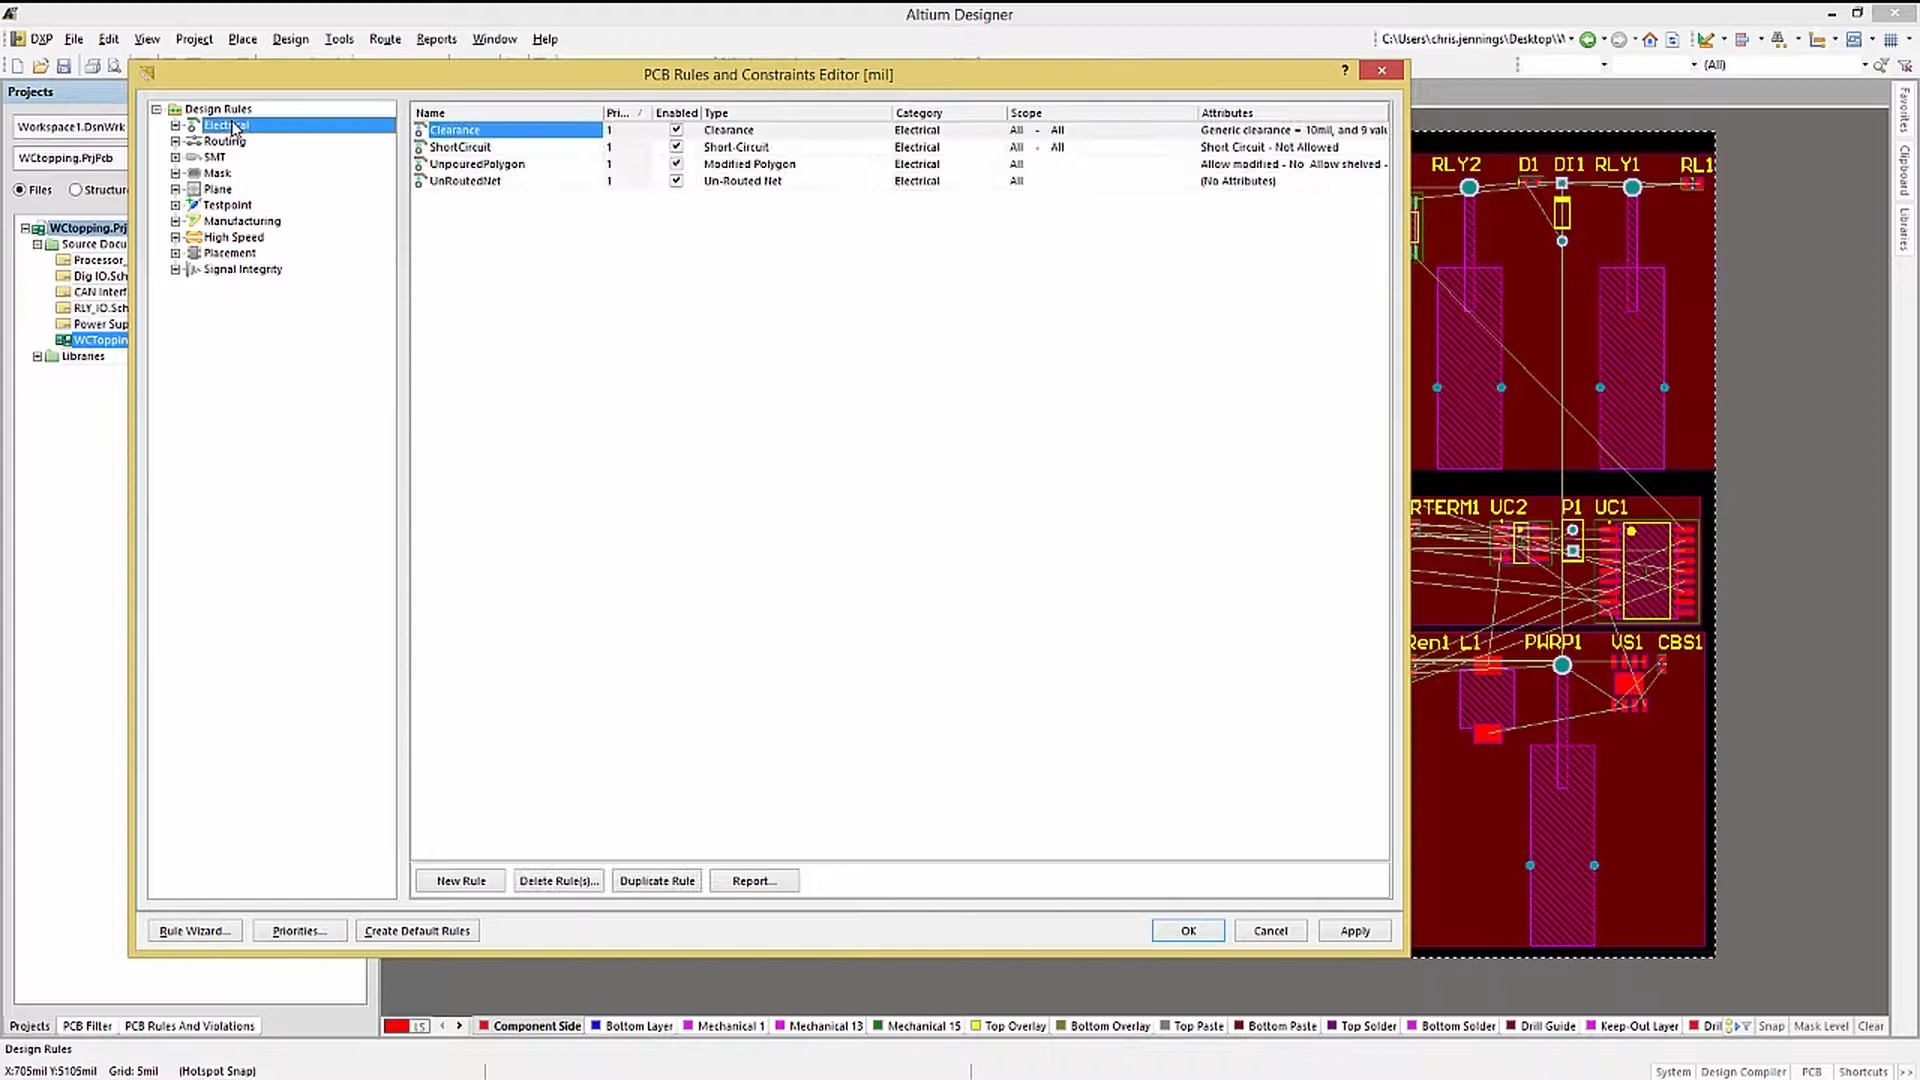 Altium Designer
DXP File Edit View Project Place Design Tools Route Reports Window Help
C:\Users\chris.jennings\Desktop\W
(All)
Projects
PCB Rules and Constraints Editor [mil]
?
Workspace1.DsnWrk
WCtopping.PrjPcb
Files Structure
WCtopping.Prj
Source Docu
Processor_
Dig IO.Sch
CAN Interf
RLY_IO.Sch
Power Sup
WCToppin
Libraries
Design Rules
Electrical
Routing
SMT
Mask
Plane
Testpoint
Manufacturing
High Speed
Placement
Signal Integrity
Name Pri... / Enabled Type Category Scope Attributes
Clearance 1 Clearance Electrical All - All Generic clearance = 10mil, and 9 valu
ShortCircuit 1 Short-Circuit Electrical All - All Short Circuit - Not Allowed
UnpouredPolygon 1 Modified Polygon Electrical All Allow modified - No Allow shelved -
UnRoutedNet 1 Un-Routed Net Electrical All (No Attributes)
New Rule Delete Rule(s)... Duplicate Rule Report...
Rule Wizard... Priorities... Create Default Rules OK Cancel Apply
RLY2 D1 DI1 RLY1 RL1
RTERM1 UC2 P1 UC1
Ren1 L1 PWRP1 VS1 CBS1
Favorites
Clipboard
Libraries
Projects PCB Filter PCB Rules And Violations
LS Component Side Bottom Layer Mechanical 1 Mechanical 13 Mechanical 15 Top Overlay Bottom Overlay Top Paste Bottom Paste Top Solder Bottom Solder Drill Guide Keep-Out Layer Dril Snap Mask Level Clear
Design Rules
X:705mil Y:5105mil Grid: 5mil (Hotspot Snap)
System Design Compiler PCB Shortcuts >>